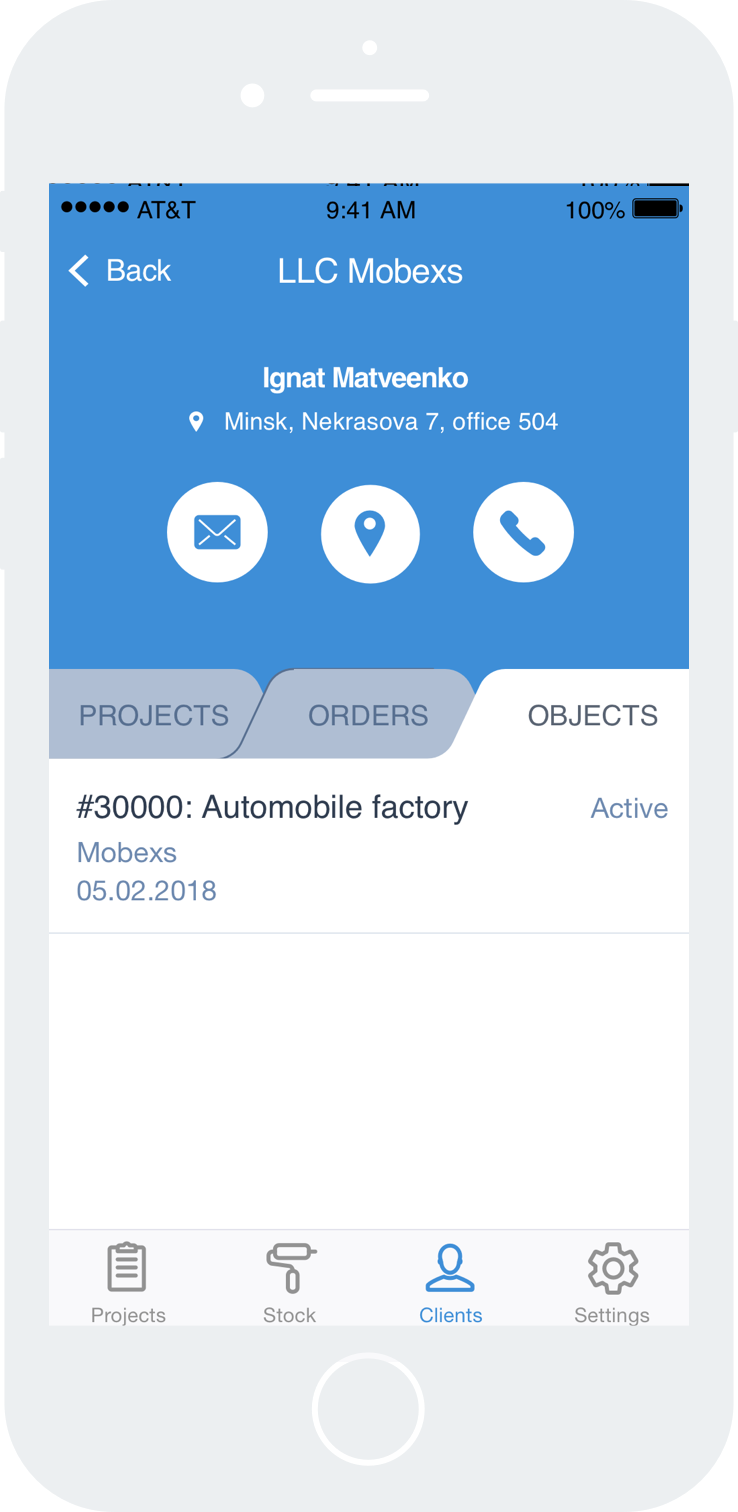 AT&T 9:41 AM 100%
Back LLC Mobexs
Ignat Matveenko
Minsk, Nekrasova 7, office 504
PROJECTS ORDERS OBJECTS
#30000: Automobile factory Active
Mobexs
05.02.2018
Projects Stock Clients Settings